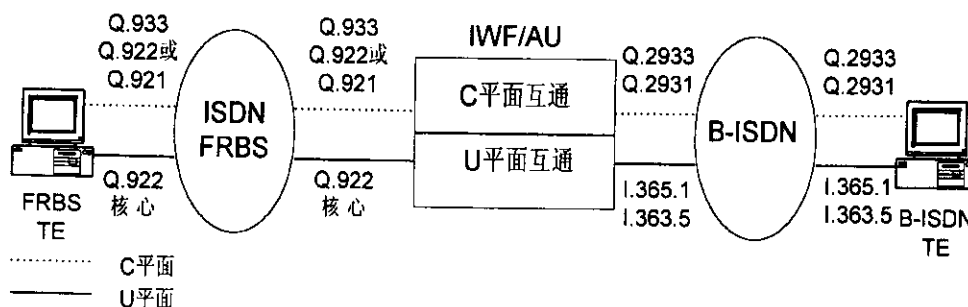 Q.933
Q.922或
Q.921
Q.933
Q.922或
Q.921
IWF/AU
Q.2933
Q.2931
Q.2933
Q.2931
ISDN
FRBS
C平面互通
U平面互通
B-ISDN
Q.922
核心
Q.922
核心
I.365.1
I.363.5
I.365.1
I.363.5
FRBS
TE
B-ISDN
TE
C平面
U平面